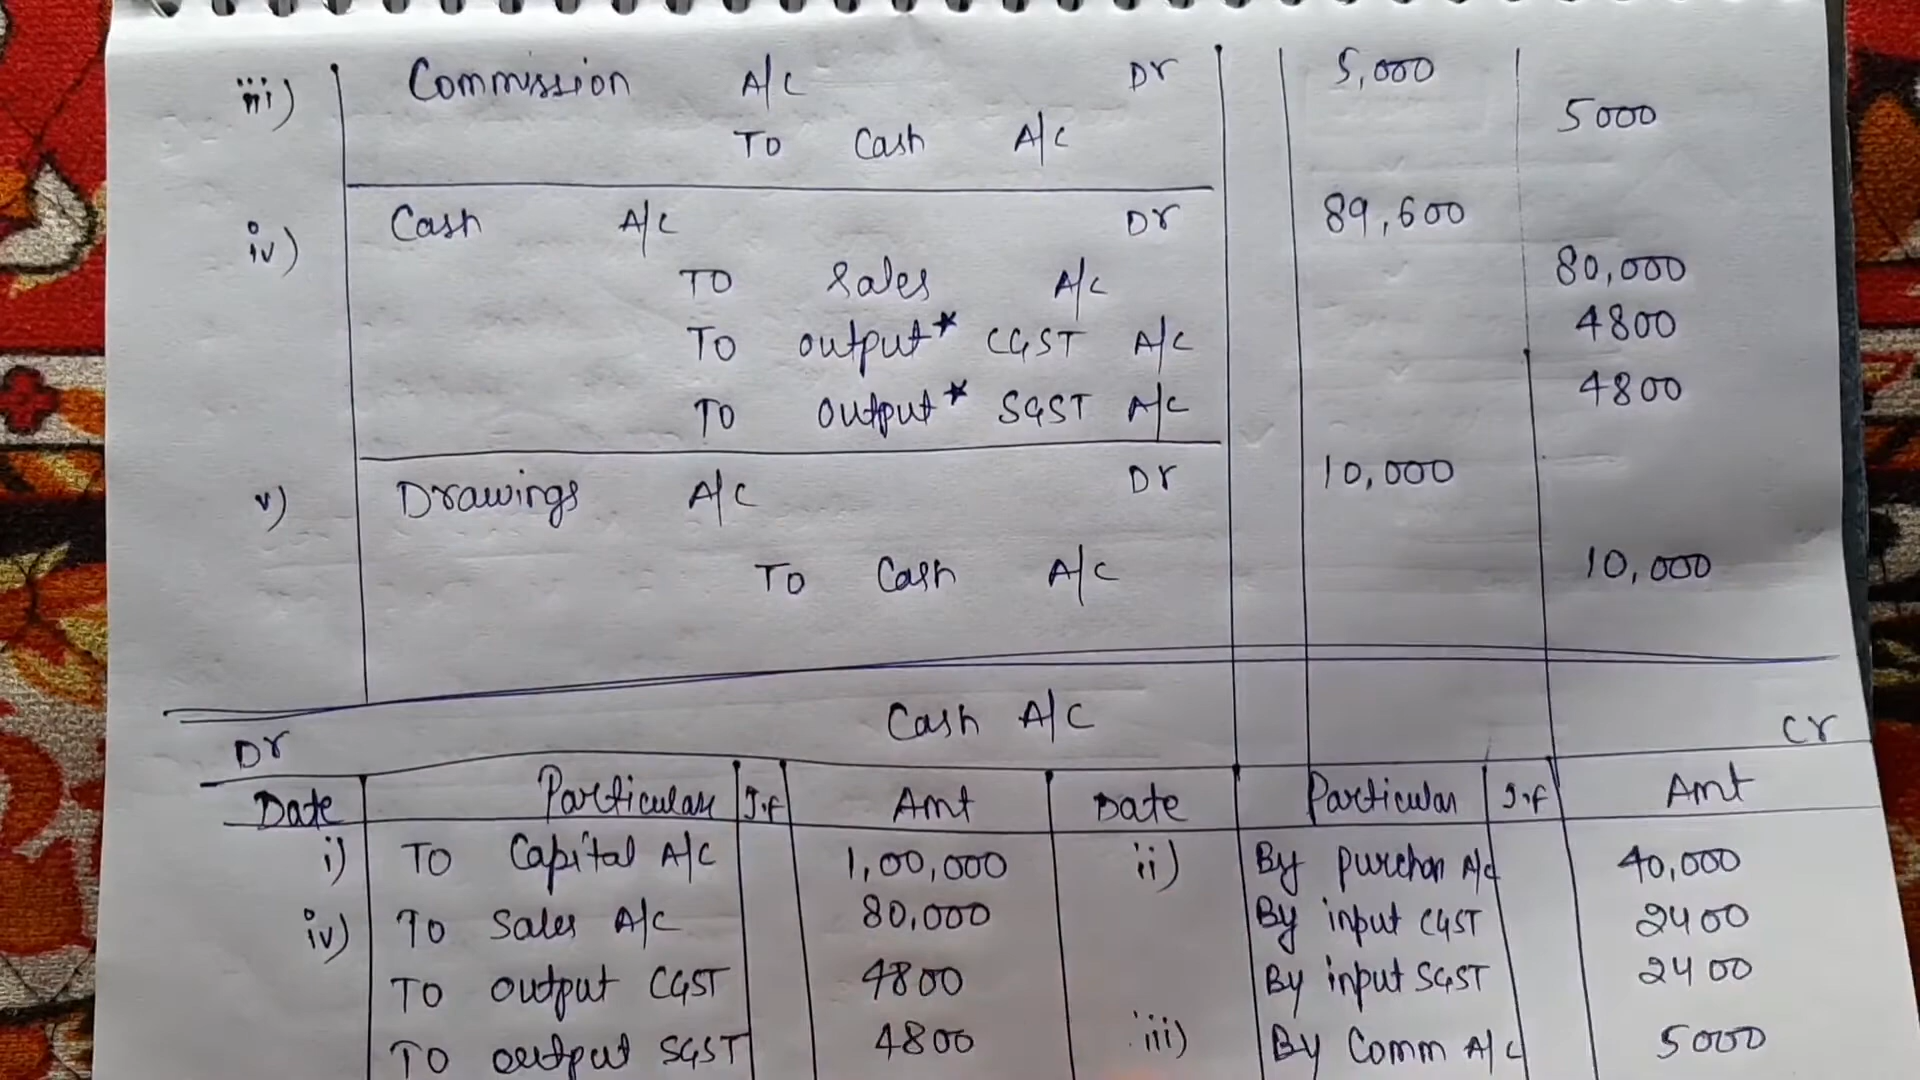 iii) Commission A/c Dr 5,000
To Cash A/c 5000
iv) Cash A/c Dr 89,600
To Sales A/c 80,000
To output* CGST A/c 4800
To output* SGST A/c 4800
v) Drawings A/c Dr 10,000
To Cash A/c 10,000
Cash A/c
Dr Cr
Date Particulars J.f Amt Date Particular J.f Amt
i) To Capital A/c 1,00,000 ii) By purchase A/c 40,000
iv) To Sales A/c 80,000 By input CGST 2400
To output CGST 4800 By input SGST 2400
To output SGST 4800 iii) By Comm A/c 5000